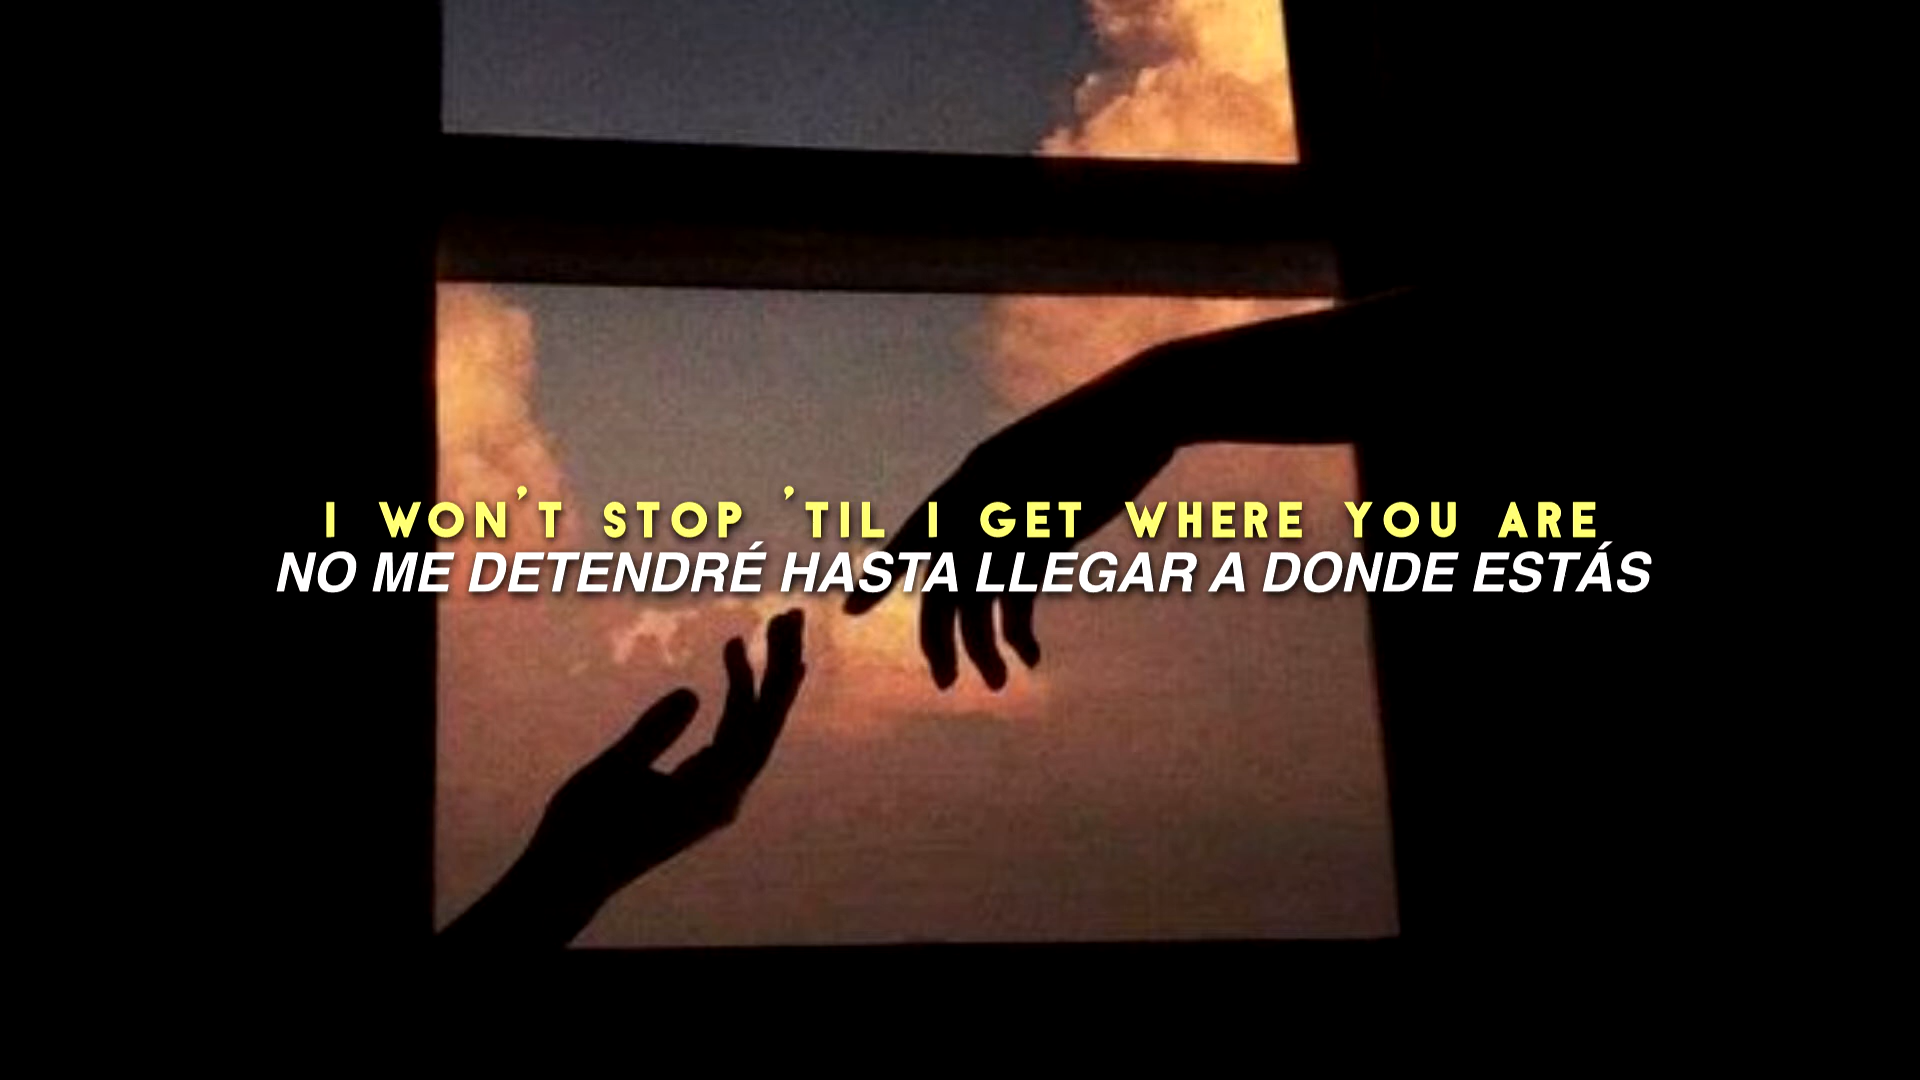 I WON'T STOP 'TIL I GET WHERE YOU ARE
NO ME DETENDRÉ HASTA LLEGAR A DONDE ESTÁS